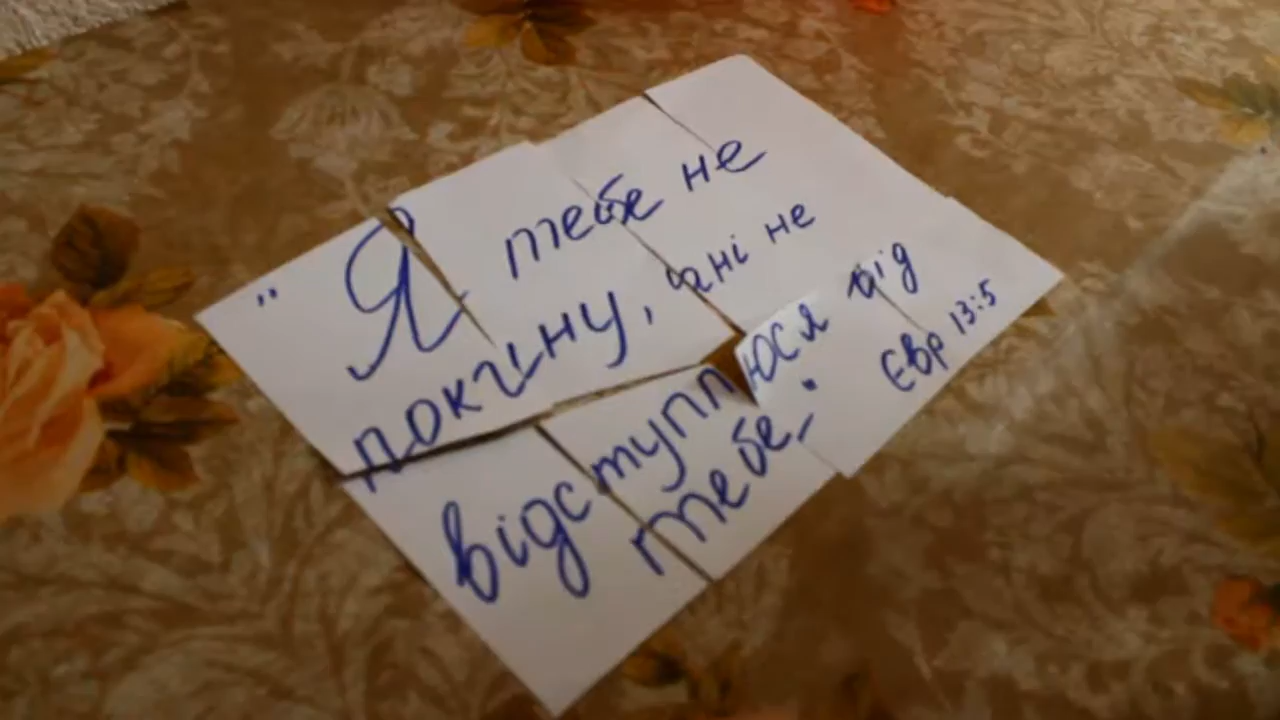 "Я тебе не
покину, ані не
відступлюся від
тебе."
Євр 13:5